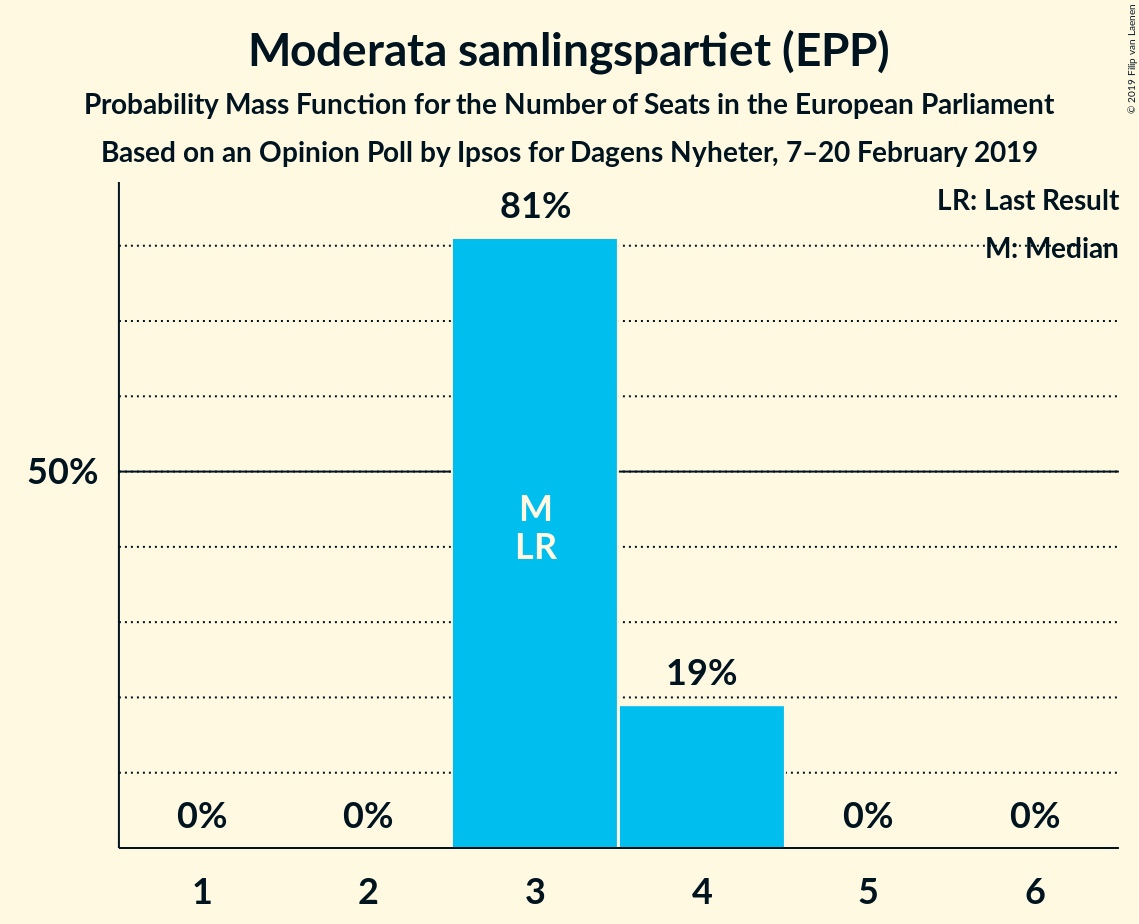 Moderata samlingspartiet (EPP)
Probability Mass Function for the Number of Seats in the European Parliament
Based on an Opinion Poll by Ipsos for Dagens Nyheter, 7–20 February 2019
© 2019 Filip van Laenen
LR: Last Result
M: Median
81%
50%
M
LR
19%
0%
0%
0%
0%
1
2
3
4
5
6